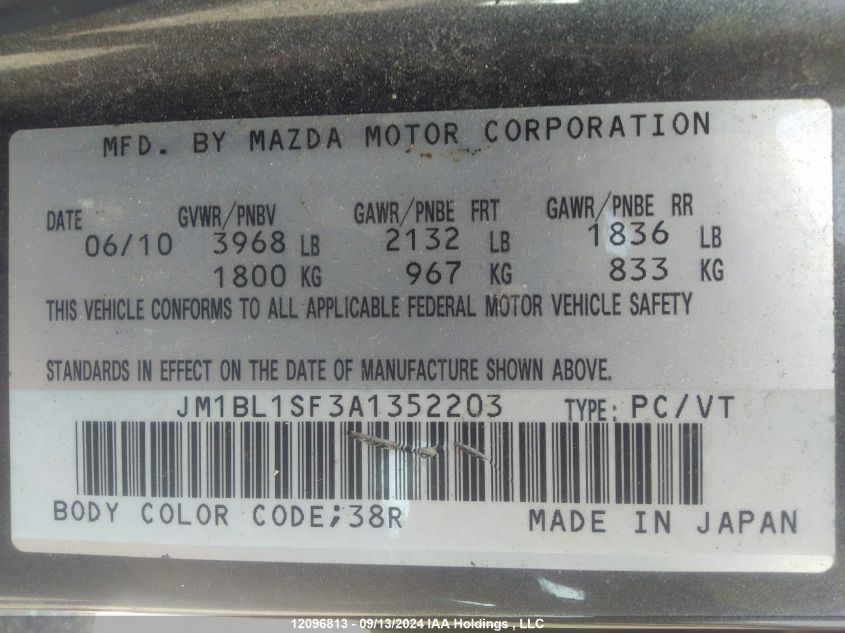 MFD. BY MAZDA MOTOR CORPORATION
DATE GVWR/PNBV GAWR/PNBE FRT GAWR/PNBE RR
06/10 3968 LB 2132 LB 1836 LB
1800 KG 967 KG 833 KG
THIS VEHICLE CONFORMS TO ALL APPLICABLE FEDERAL MOTOR VEHICLE SAFETY
STANDARDS IN EFFECT ON THE DATE OF MANUFACTURE SHOWN ABOVE.
JM1BL1SF3A1352203 TYPE: PC/VT
BODY COLOR CODE;38R MADE IN JAPAN
12096813 - 09/13/2024 IAA Holdings , LLC